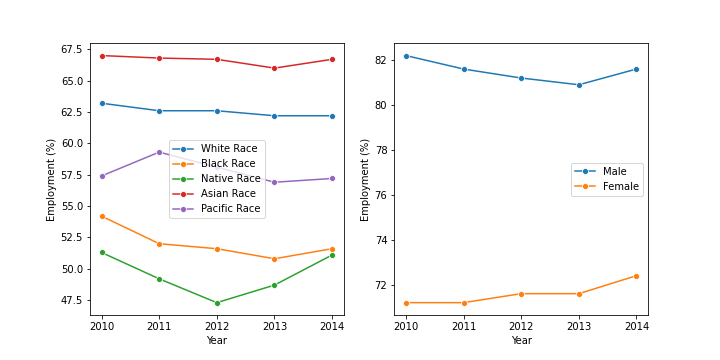 67.5
65.0
62.5
60.0
57.5
55.0
52.5
50.0
47.5
Employment (%)
2010 2011 2012 2013 2014
Year
White Race
Black Race
Native Race
Asian Race
Pacific Race
82
80
78
76
74
72
Employment (%)
2010 2011 2012 2013 2014
Year
Male
Female